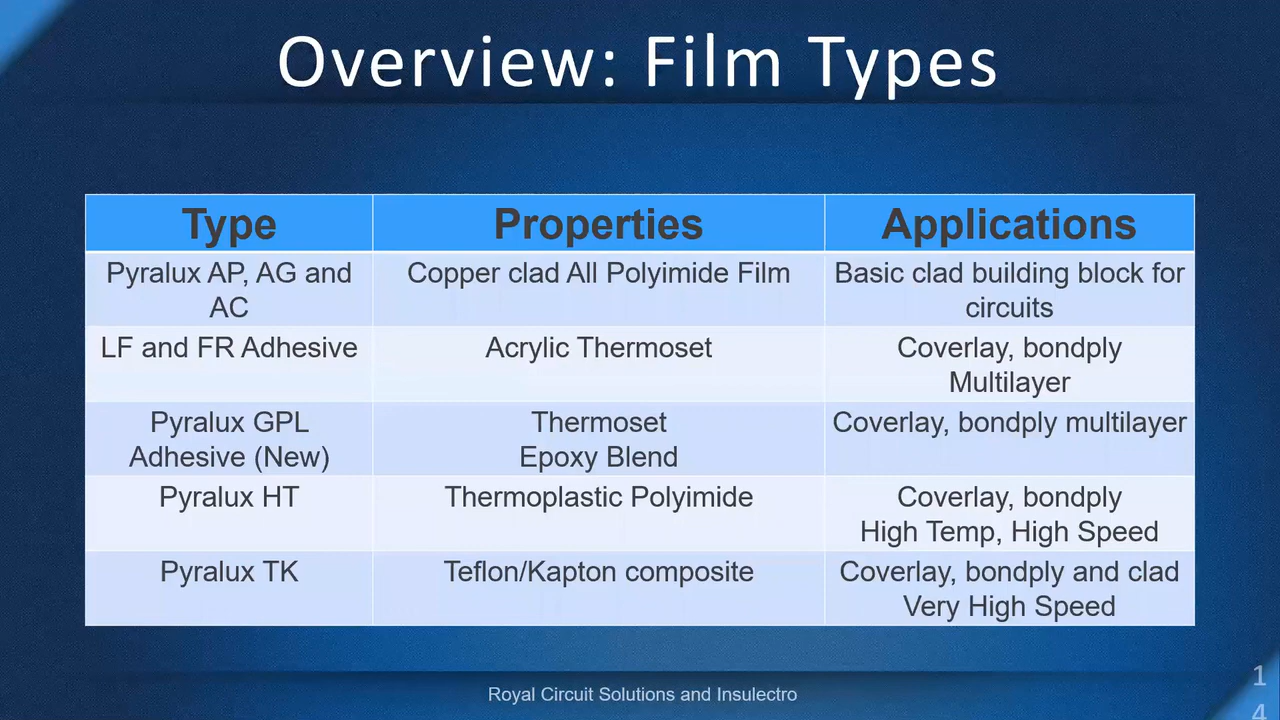 Overview: Film Types
Type Properties Applications
Pyralux AP, AG and AC Copper clad All Polyimide Film Basic clad building block for circuits
LF and FR Adhesive Acrylic Thermoset Coverlay, bondply Multilayer
Pyralux GPL Adhesive (New) Thermoset Epoxy Blend Coverlay, bondply multilayer
Pyralux HT Thermoplastic Polyimide Coverlay, bondply High Temp, High Speed
Pyralux TK Teflon/Kapton composite Coverlay, bondply and clad Very High Speed
Royal Circuit Solutions and Insulectro
14